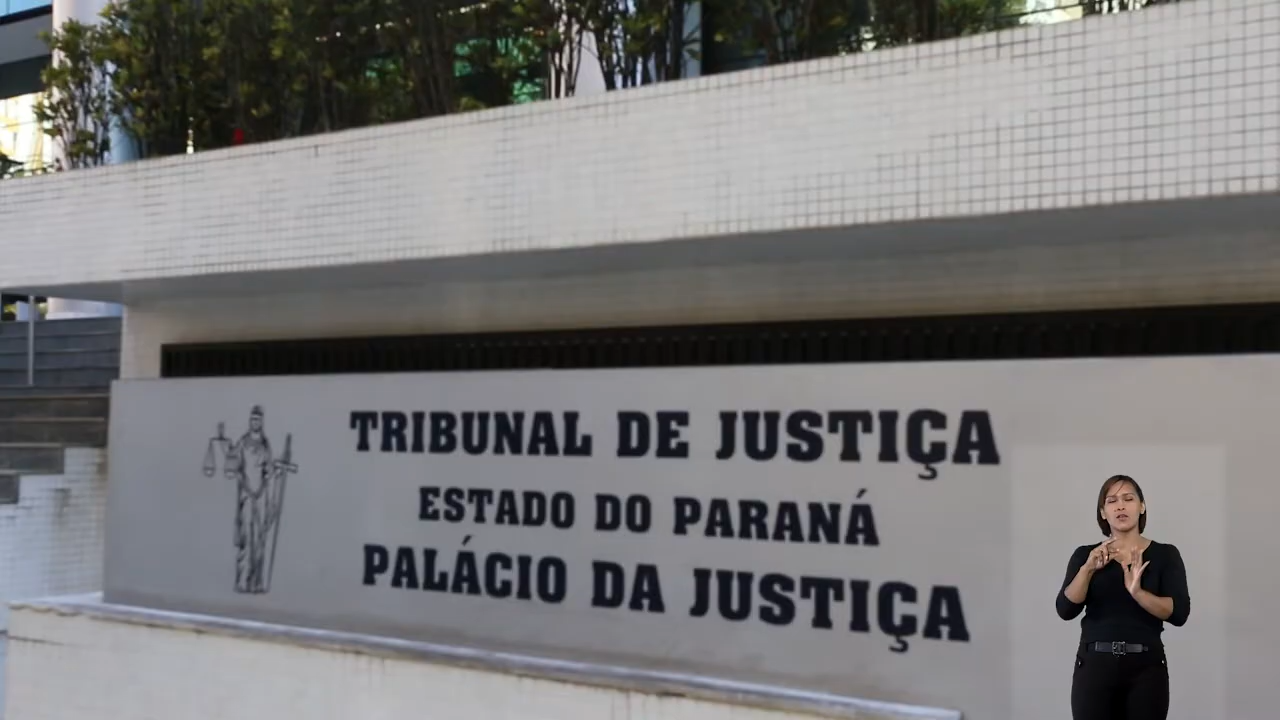 TRIBUNAL DE JUSTIÇA
ESTADO DO PARANÁ
PALÁCIO DA JUSTIÇA